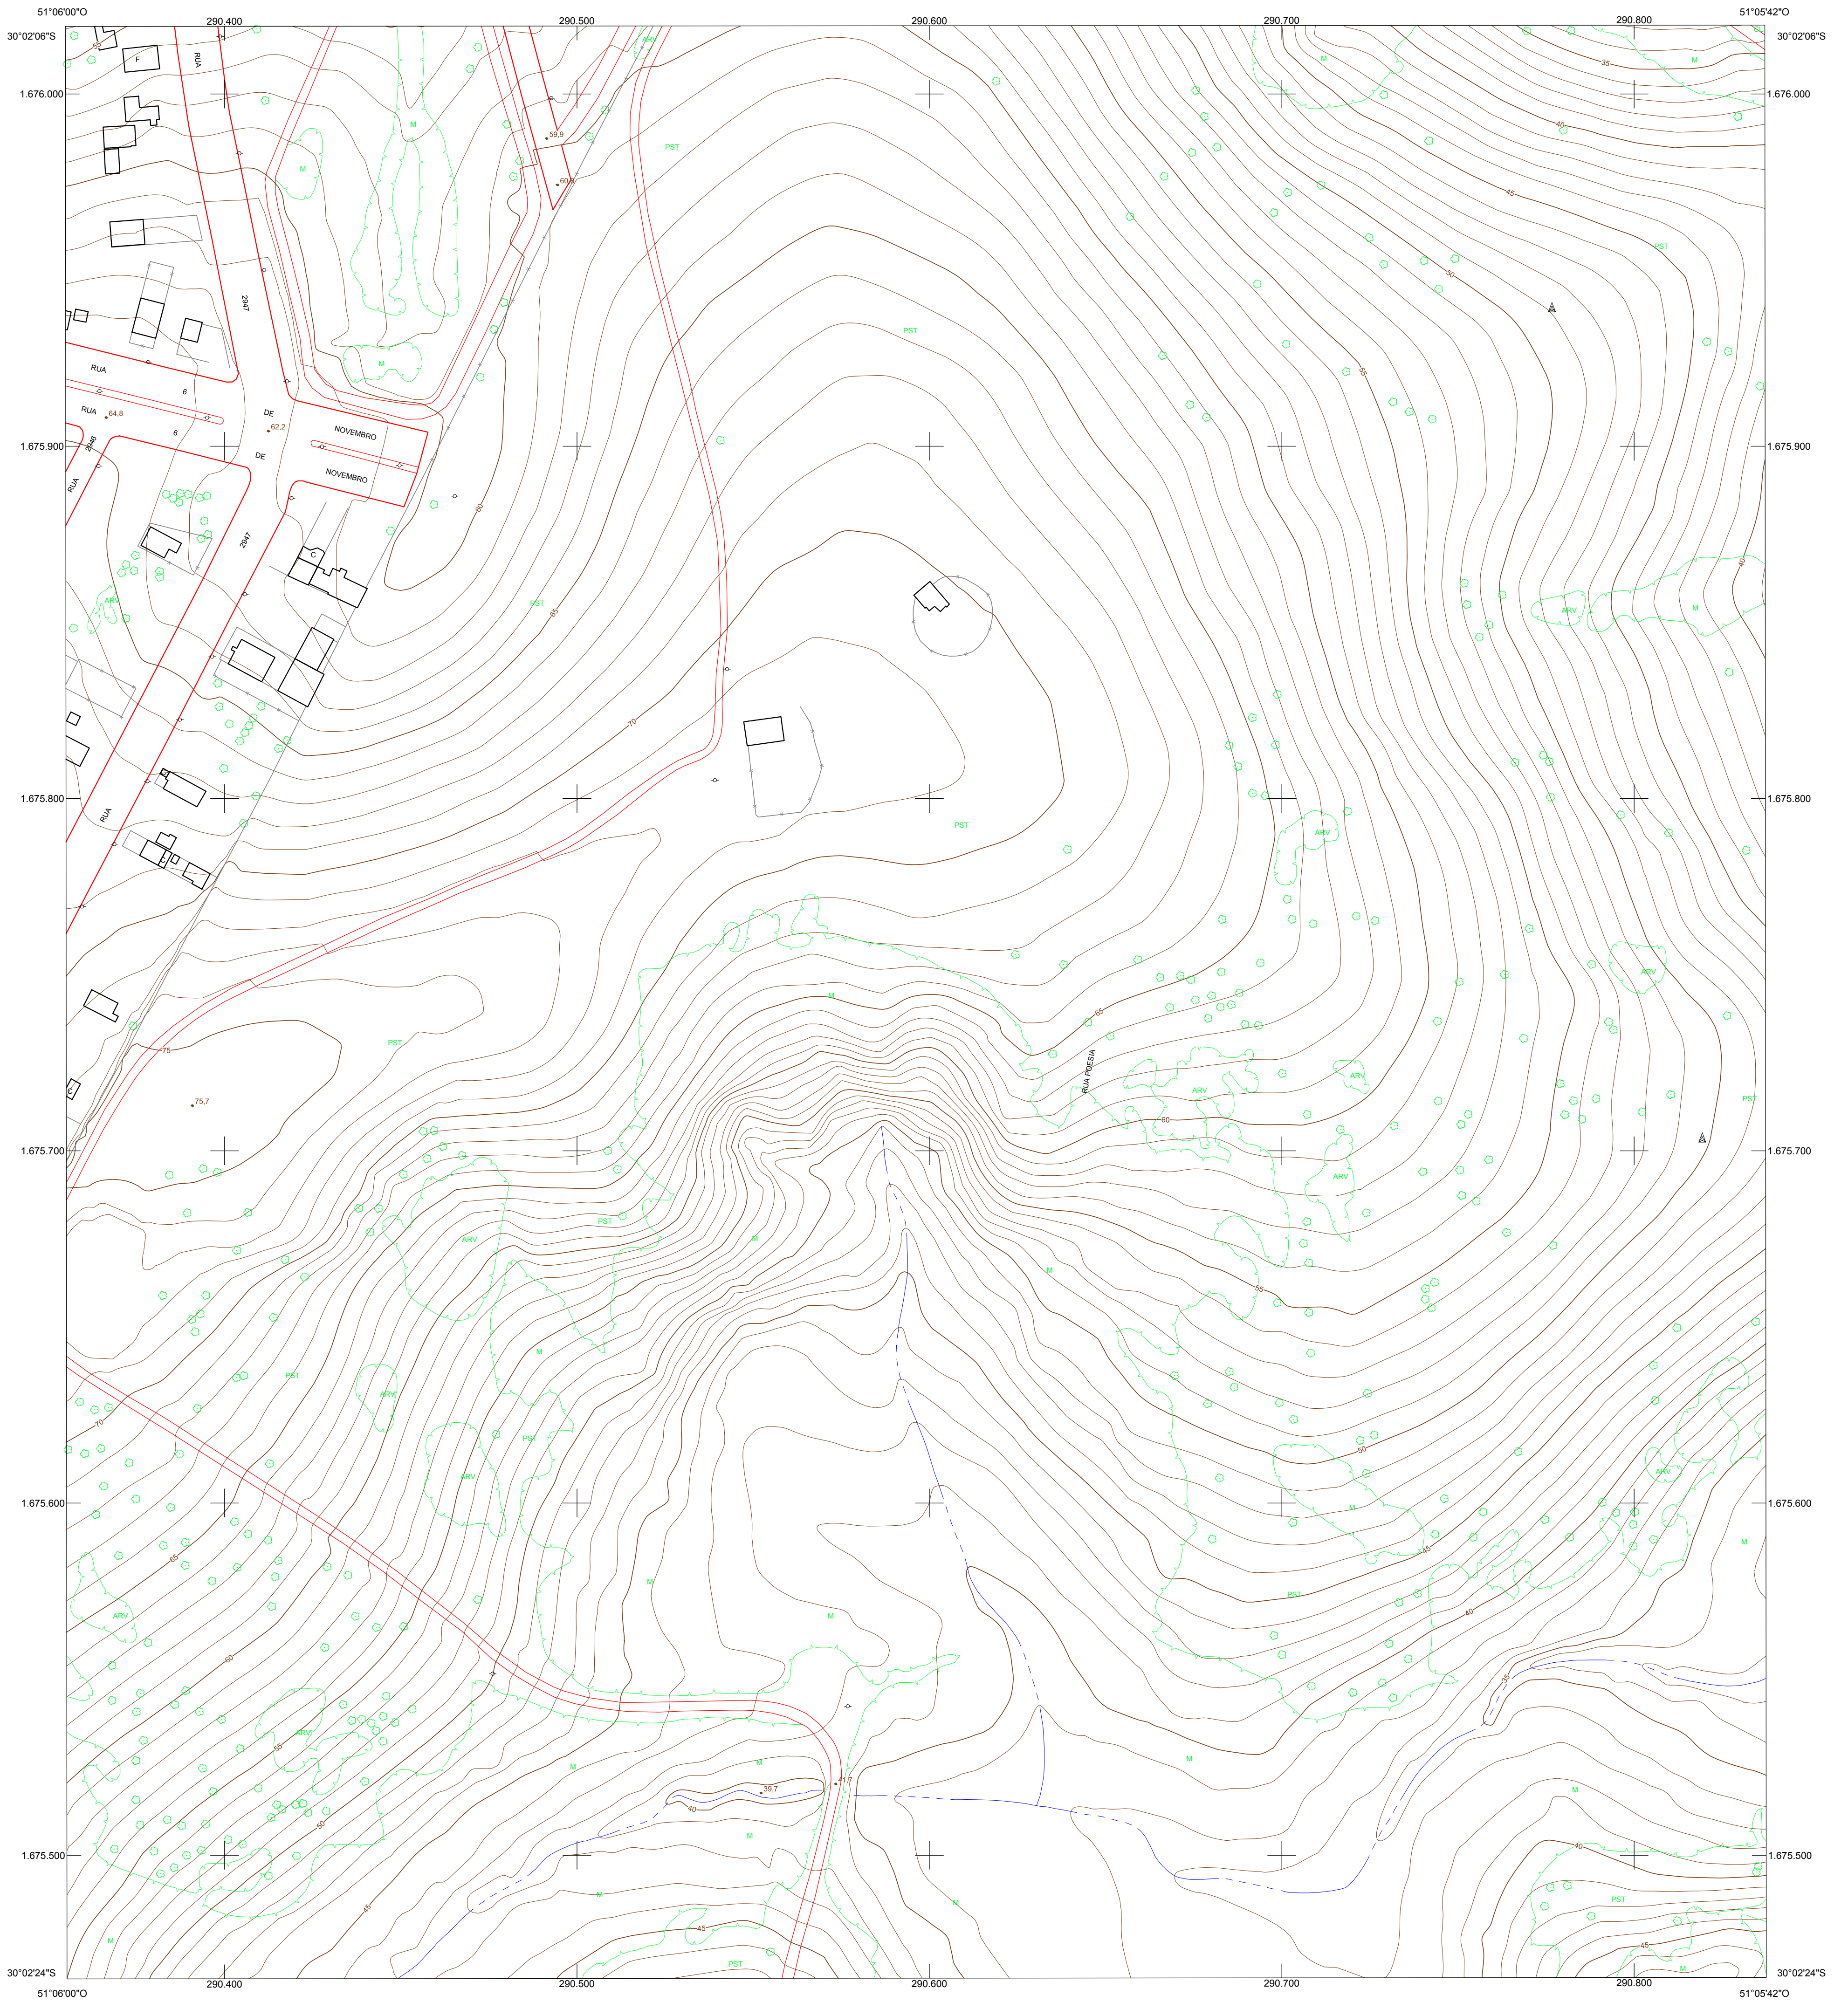 51°06'00"O
51°05'42"O
290.400
290.500
290.600
290.700
290.800
30°02'06"S
30°02'06"S
ARV
55
RUA
F
M
M
35
1.676.000
1.676.000
M
40
59,9
PST
M
60,9
45
PST
50
2947
PST
M
55
RUA
6
RUA
64,8
DE
62,2
NOVEMBRO
6
2946
1.675.900
1.675.900
DE
NOVEMBRO
RUA
60
2947
C
40
ARV
PST
65
ARV
M
70
C
1.675.800
1.675.800
RUA
PST
ARV
C
ARV
M
65
PST
75
RUA POESIA
ARV
ARV
C
75,7
PST
60
1.675.700
1.675.700
ARV
PST
ARV
M
M
55
M
PST
ARV
70
PST
50
ARV
ARV
1.675.600
1.675.600
M
M
45
65
M
PST
ARV
M
40
60
35
ARV
55
M
M
M
41,7
39,7
M
40
50
M
40
1.675.500
1.675.500
M
M
PST
45
45
M
45
PST
M
30°02'24"S
30°02'24"S
290.400
290.500
290.600
290.700
290.800
51°06'00"O
51°05'42"O